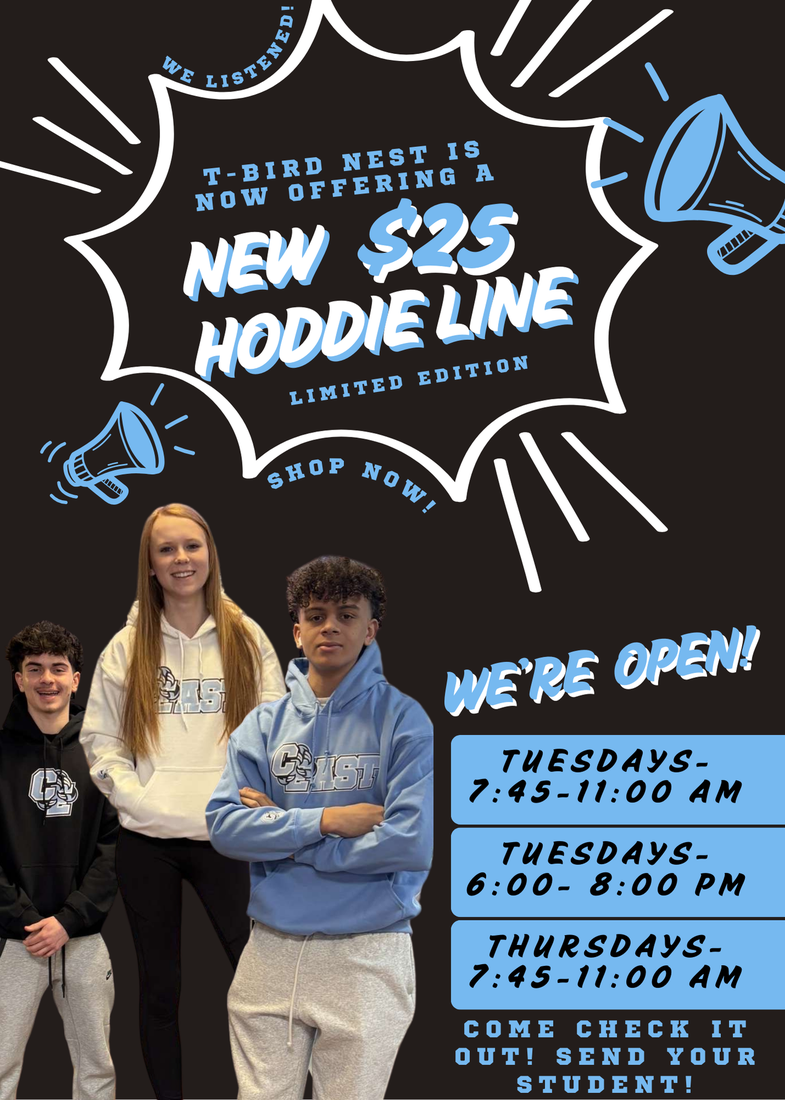 WE LISTENED!
T-BIRD NEST IS
NOW OFFERING A
NEW $25
HODDIE LINE
LIMITED EDITION
SHOP NOW!
WE'RE OPEN!
TUESDAYS-
7:45-11:00 AM
TUESDAYS-
6:00- 8:00 PM
THURSDAYS-
7:45-11:00 AM
COME CHECK IT
OUT! SEND YOUR
STUDENT!